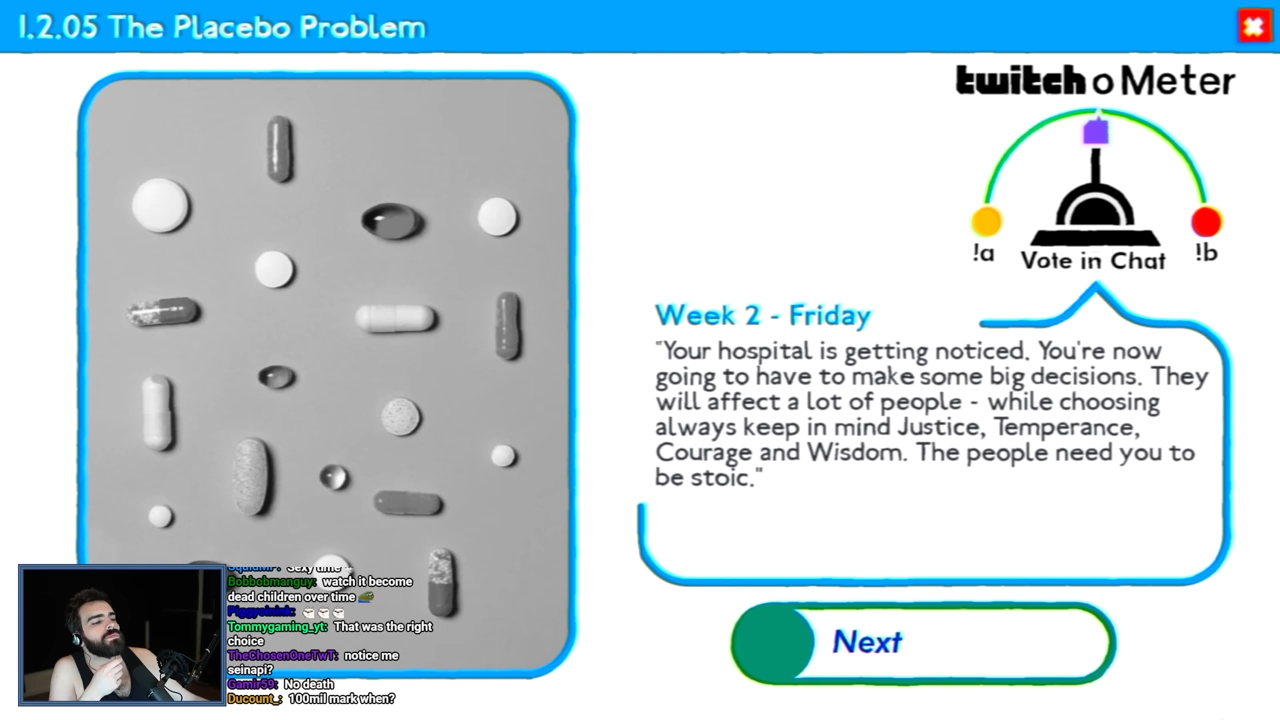 1.2.05 The Placebo Problem
twitch o Meter
!a
Vote in Chat
!b
Week 2 - Friday
"Your hospital is getting noticed. You're now
going to have to make some big decisions. They
will affect a lot of people - while choosing
always keep in mind Justice, Temperance,
Courage and Wisdom. The people need you to
be stoic."
Next
Bobbobmanguy: watch it become
dead children over time
Tommygaming_yt: That was the right
choice
TheChosenOneTwT: notice me
seinapi?
Gamir59: No death
Ducount_: 100mil mark when?